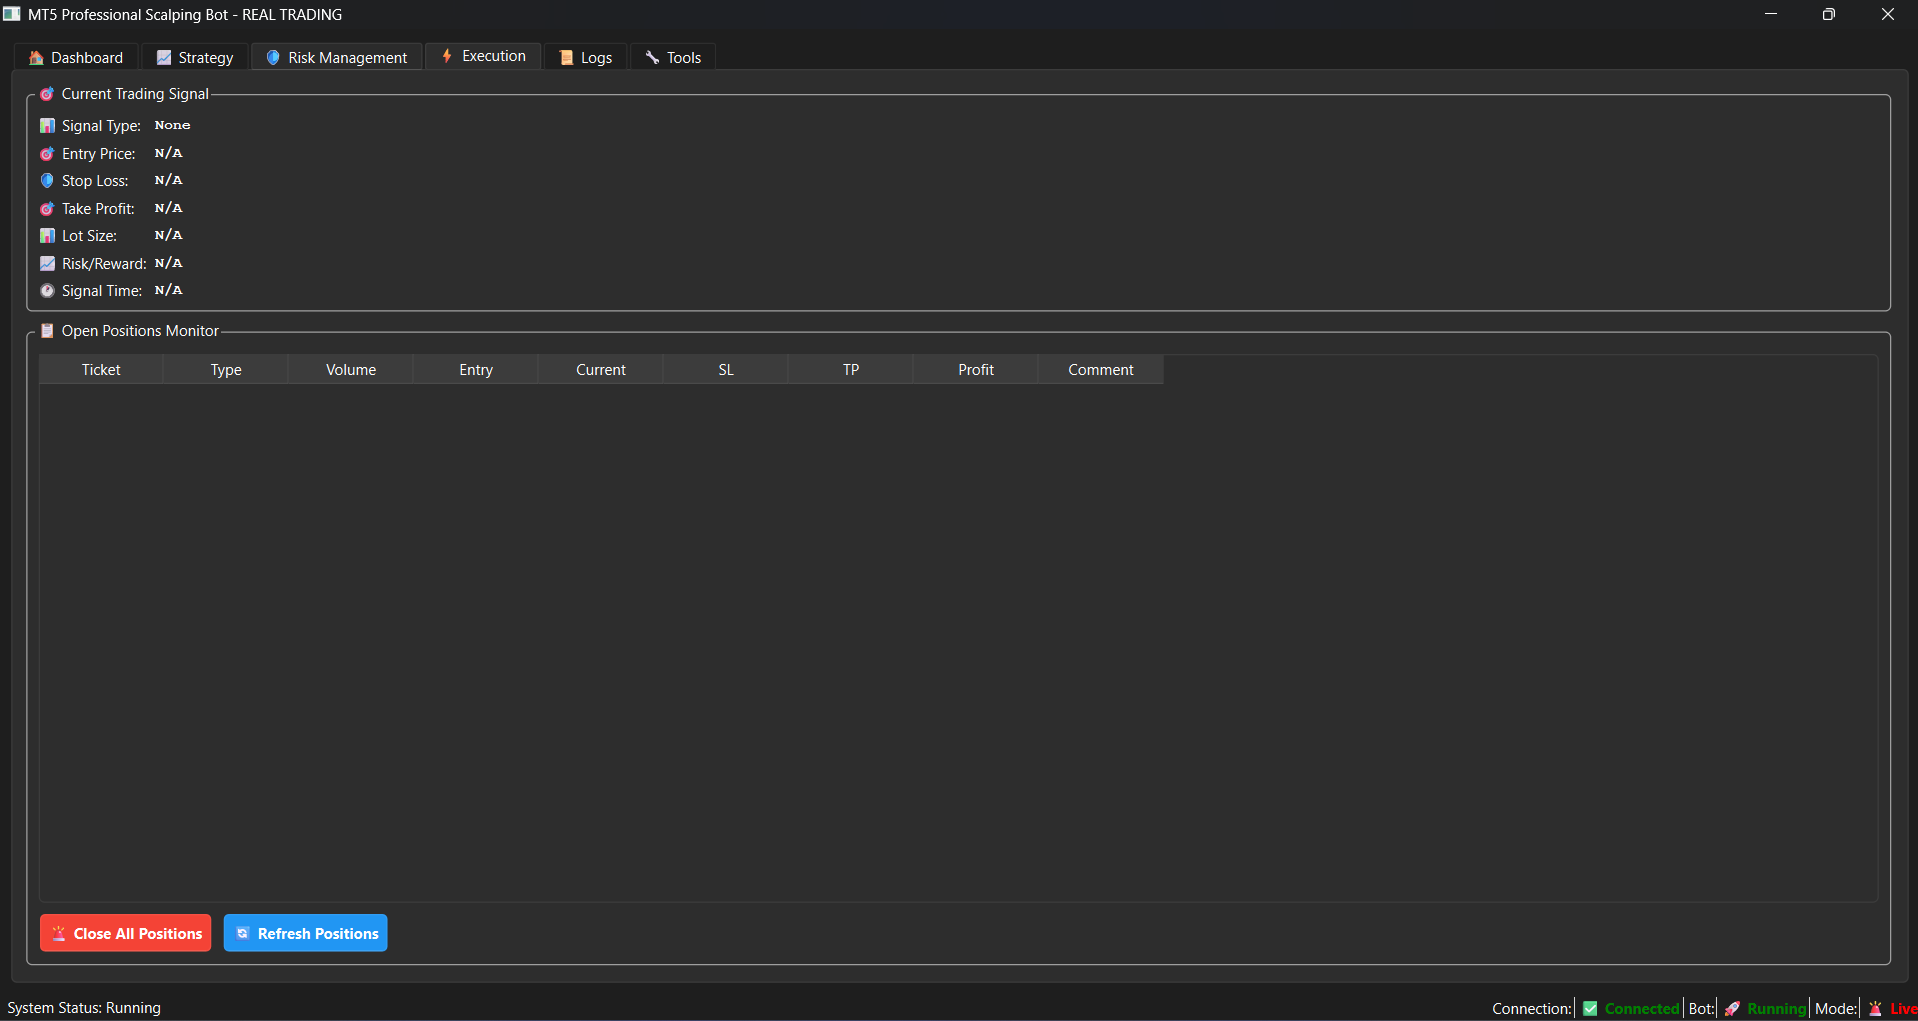 MT5 Professional Scalping Bot - REAL TRADING
Dashboard Strategy Risk Management Execution Logs Tools
Current Trading Signal
Signal Type: None
Entry Price: N/A
Stop Loss: N/A
Take Profit: N/A
Lot Size: N/A
Risk/Reward: N/A
Signal Time: N/A
Open Positions Monitor
Ticket Type Volume Entry Current SL TP Profit Comment
Close All Positions Refresh Positions
System Status: Running Connection: Connected Bot: Running Mode: Live